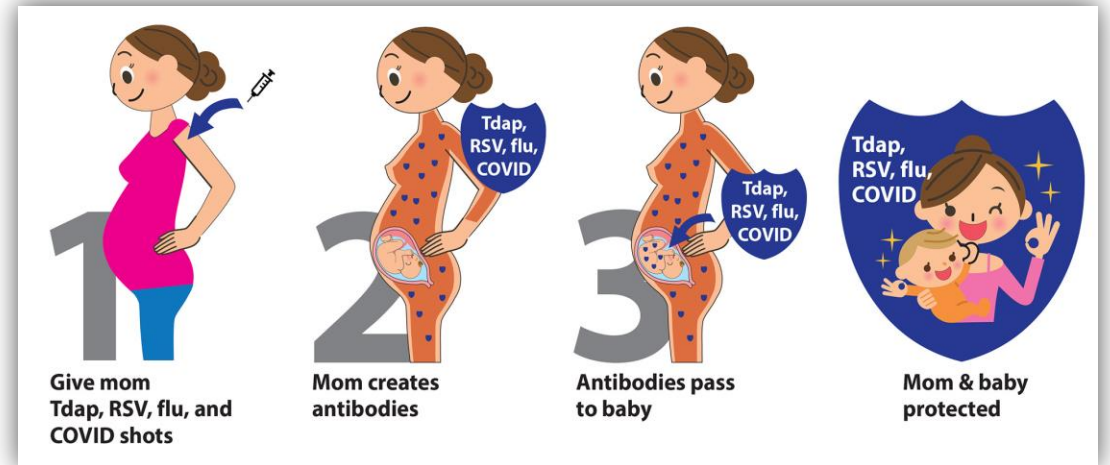 1
Give mom
Tdap, RSV, flu, and
COVID shots
2
Tdap,
RSV, flu,
COVID
Mom creates
antibodies
3
Tdap,
RSV, flu,
COVID
Antibodies pass
to baby
Tdap,
RSV, flu,
COVID
Mom & baby
protected